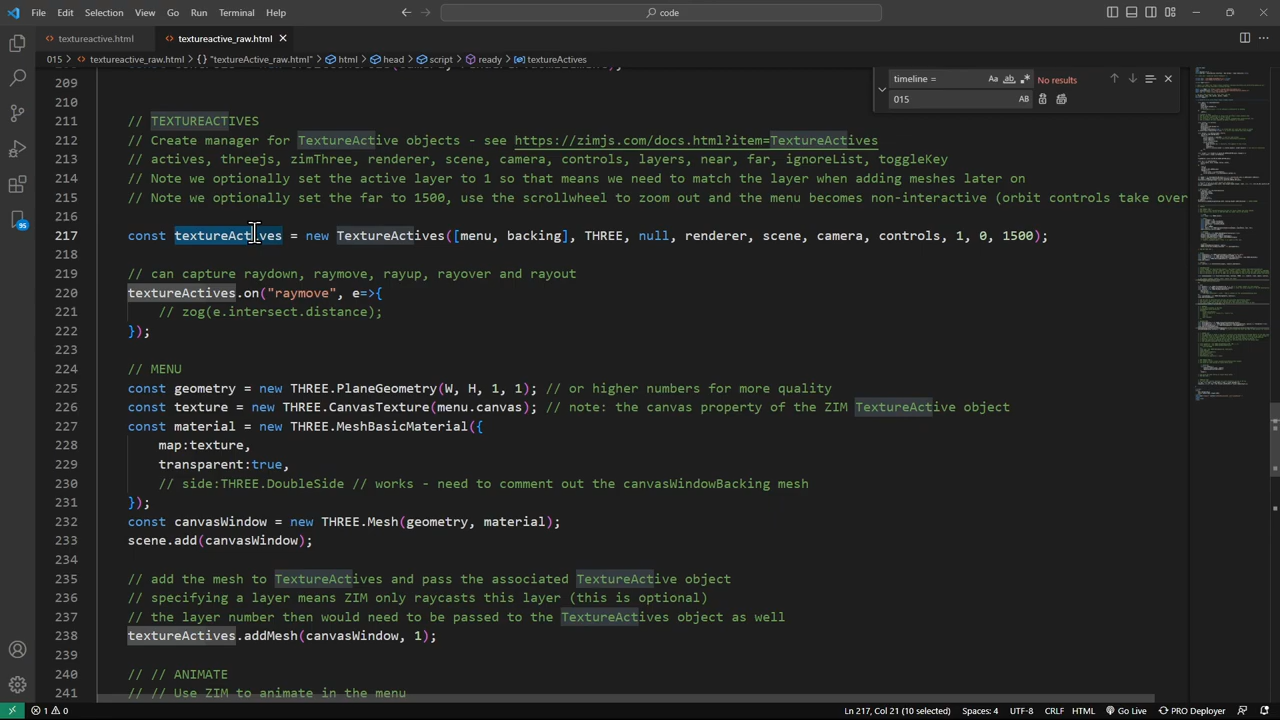 File Edit Selection View Go Run Terminal Help
code
textureactive.html
textureactive_raw.html
015 > textureactive_raw.html > {} "textureactive_raw.html" > html > head > script > ready > textureActives
timeline =
No results
015
209
210
211 // TEXTUREACTIVES
212 // Create manager for TextureActive objects - see https://zimjs.com/docs.html?item=TextureActives
213 // actives, threejs, zimThree, renderer, scene, camera, controls, layers, near, far, ignoreList, toggleKey
214 // Note we optionally set the active layer to 1 - that means we need to match the layer when adding meshes later on
215 // Note we optionally set the far to 1500, use the scrollwheel to zoom out and the menu becomes non-interactive (orbit controls take over
216
217 const textureActives = new TextureActives([menu, backing], THREE, null, renderer, scene, camera, controls, 1, 0, 1500);
218
219 // can capture raydown, raymove, rayup, rayover and rayout
220 textureActives.on("raymove", e=>{
221 // zog(e.intersect.distance);
222 });
223
224 // MENU
225 const geometry = new THREE.PlaneGeometry(W, H, 1, 1); // or higher numbers for more quality
226 const texture = new THREE.CanvasTexture(menu.canvas); // note: the canvas property of the ZIM TextureActive object
227 const material = new THREE.MeshBasicMaterial({
228 map:texture,
229 transparent:true,
230 // side:THREE.DoubleSide // works - need to comment out the canvasWindowBacking mesh
231 });
232 const canvasWindow = new THREE.Mesh(geometry, material);
233 scene.add(canvasWindow);
234
235 // add the mesh to TextureActives and pass the associated TextureActive object
236 // specifying a layer means ZIM only raycasts this layer (this is optional)
237 // the layer number then would need to be passed to the TextureActives object as well
238 textureActives.addMesh(canvasWindow, 1);
239
240 // // ANIMATE
241 // // Use ZIM to animate in the menu
95
1 0 Ln 217, Col 21 (10 selected) Spaces: 4 UTF-8 CRLF HTML Go Live PRO Deployer